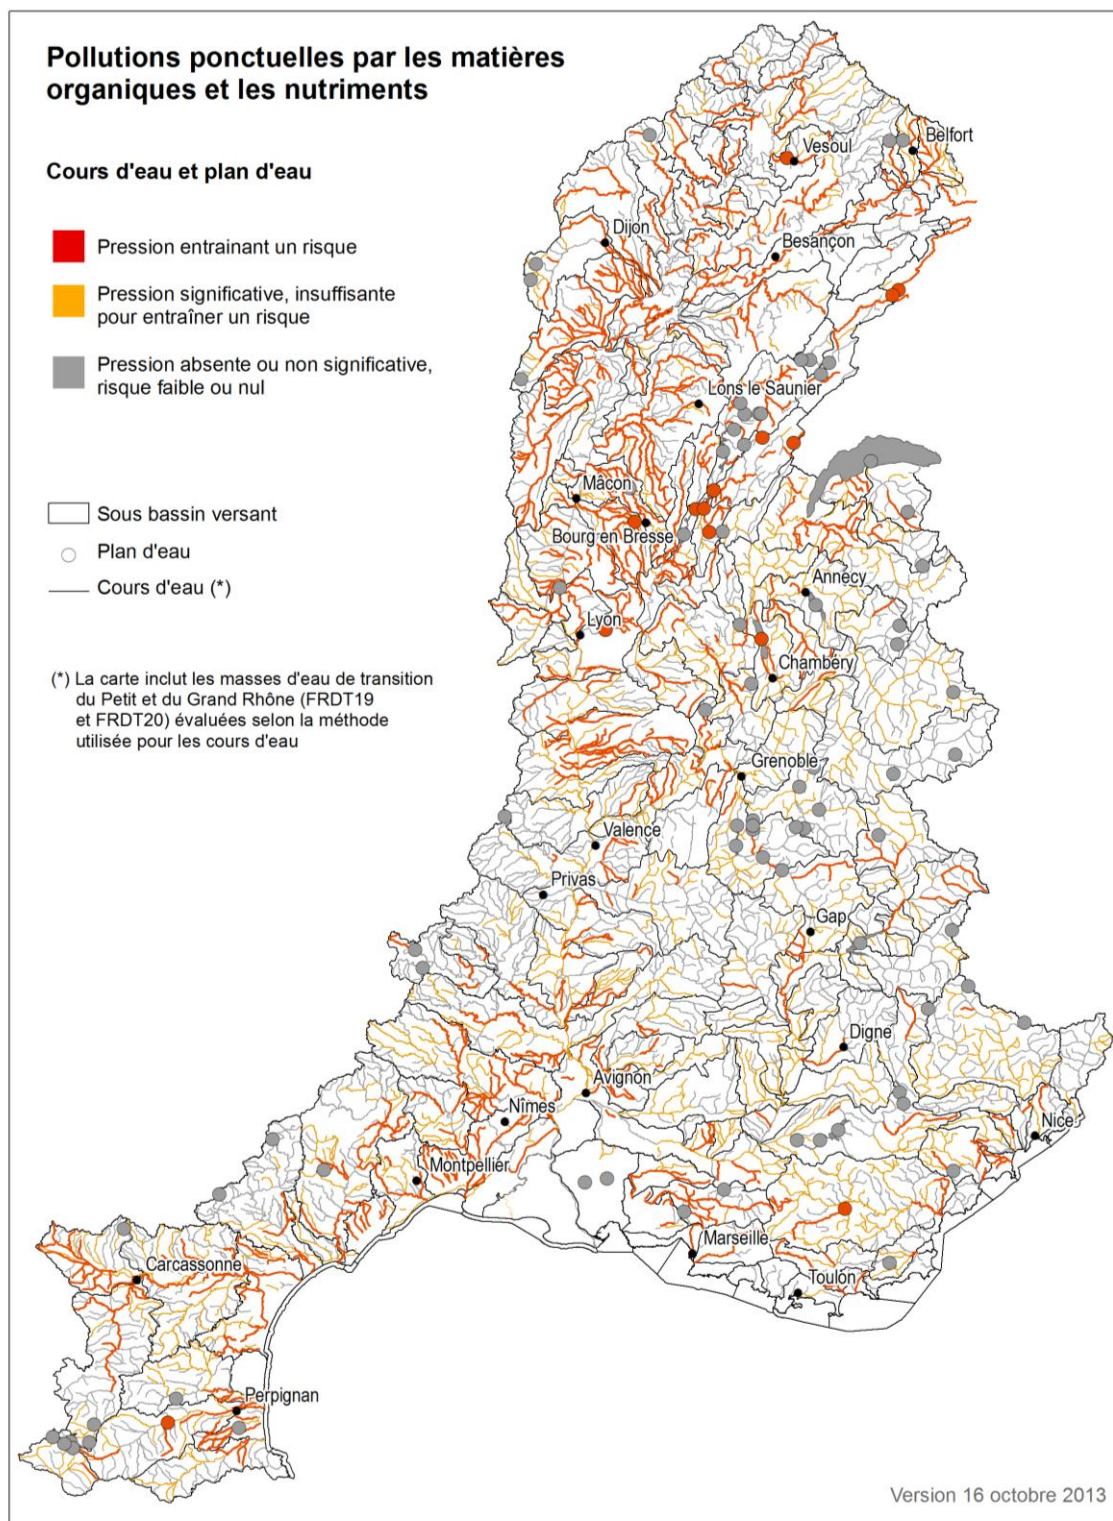 Pollutions ponctuelles par les matières
organiques et les nutriments
Cours d'eau et plan d'eau
Pression entrainant un risque
Pression significative, insuffisante
pour entraîner un risque
Pression absente ou non significative,
risque faible ou nul
Sous bassin versant
Plan d'eau
Cours d'eau (*)
(*) La carte inclut les masses d'eau de transition
du Petit et du Grand Rhône (FRDT19
et FRDT20) évaluées selon la méthode
utilisée pour les cours d'eau
Belfort
Vesoul
Dijon
Besançon
Lons le Saunier
Mâcon
Bourg en Bresse
Annecy
Lyon
Chambéry
Grenoble
Valence
Privas
Gap
Digne
Avignon
Nîmes
Nice
Montpellier
Marseille
Carcassonne
Toulon
Perpignan
Version 16 octobre 2013